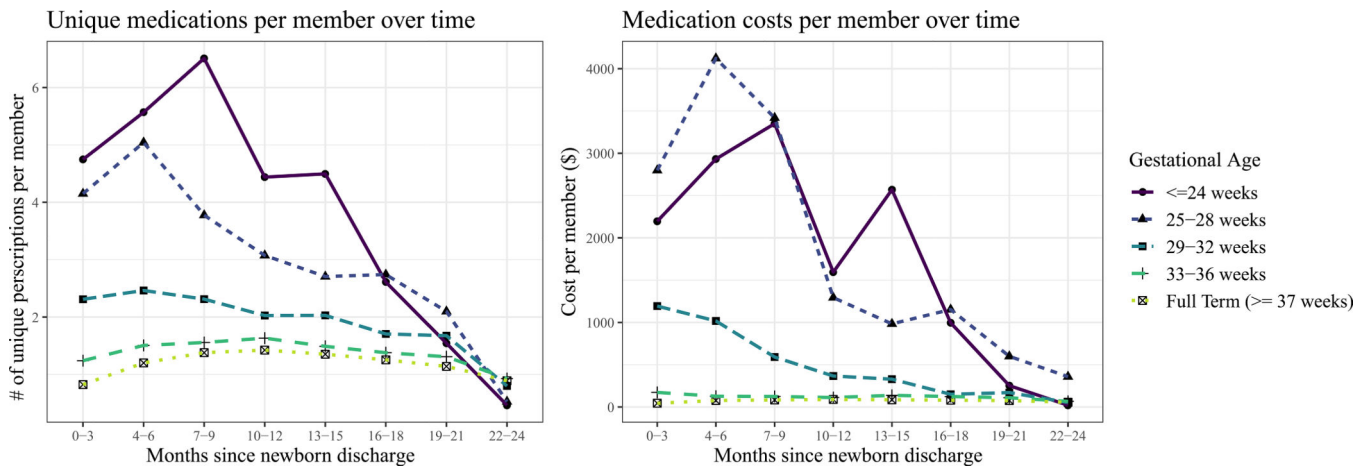 Unique medications per member over time
# of unique perscriptions per member
6
4
2
0−3 4−6 7−9 10−12 13−15 16−18 19−21 22−24
Months since newborn discharge
Medication costs per member over time
Cost per member ($)
4000
3000
2000
1000
0
0−3 4−6 7−9 10−12 13−15 16−18 19−21 22−24
Months since newborn discharge
Gestational Age
<=24 weeks
25−28 weeks
29−32 weeks
33−36 weeks
Full Term (>= 37 weeks)